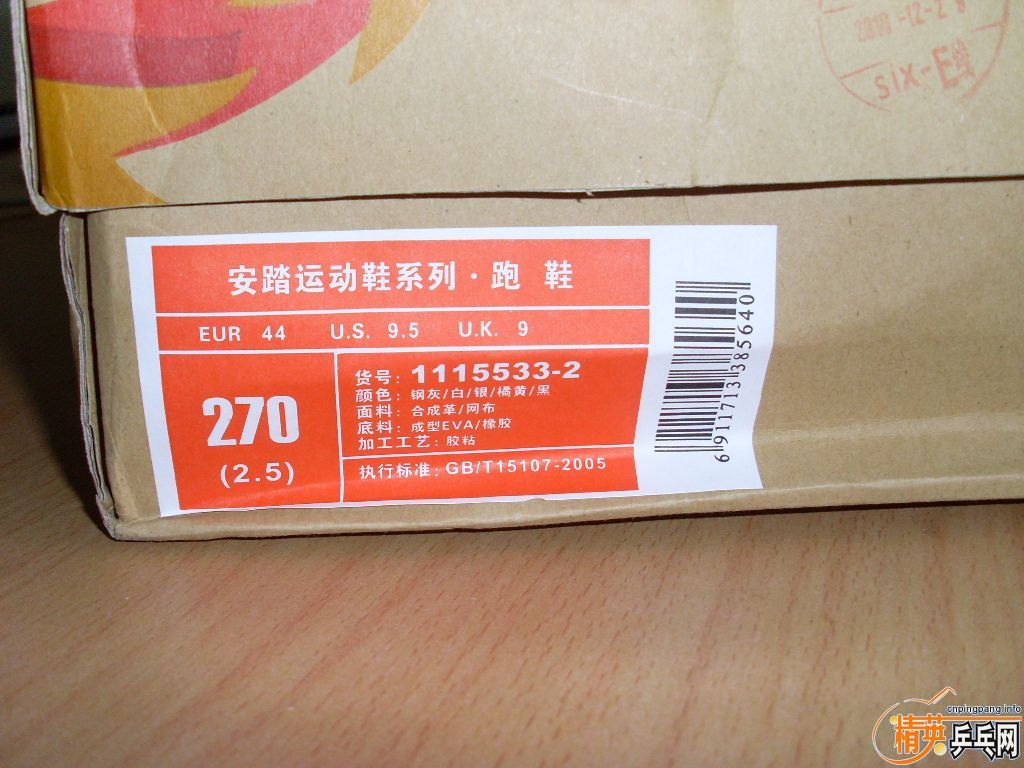 SIX-E
安踏运动鞋系列·跑 鞋
EUR 44 U.S. 9.5 U.K. 9
270
(2.5)
货号：1115533-2
颜色：钢灰/白/银/橘黄/黑
面料：合成革/网布
底料：成型EVA/橡胶
加工工艺：胶粘
执行标准：GB/T15107-2005
6911713385640
cnpingpang.info
精英乒乓网